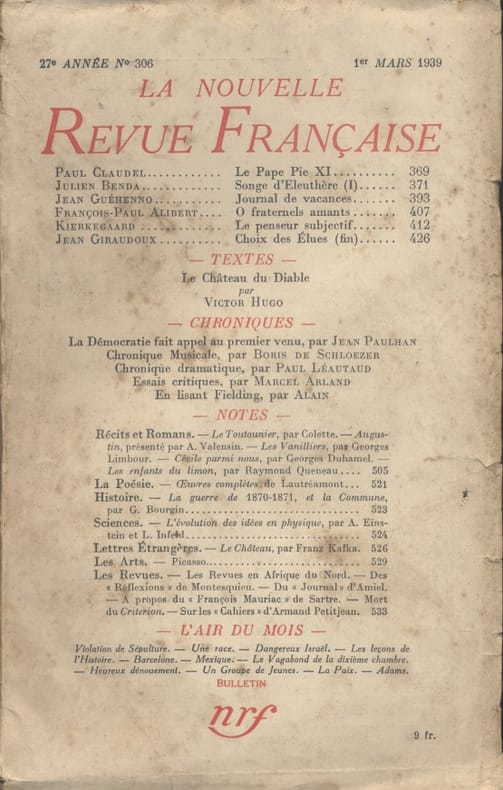 27e ANNÉE No 306 1er MARS 1939
LA NOUVELLE
REVUE FRANÇAISE
PAUL CLAUDEL............ Le Pape Pie XI.......... 369
JULIEN BENDA............ Songe d'Eleuthère (I)...... 371
JEAN GUÉHENNO.......... Journal de vacances....... 393
FRANÇOIS-PAUL ALIBERT.... O fraternels amants....... 407
KIERKEGAARD............ Le penseur subjectif....... 412
JEAN GIRAUDOUX.......... Choix des Élues (fin)...... 426
— TEXTES —
Le Château du Diable
par
VICTOR HUGO
— CHRONIQUES —
La Démocratie fait appel au premier venu, par JEAN PAULHAN
Chronique Musicale, par BORIS DE SCHLOEZER
Chronique dramatique, par PAUL LÉAUTAUD
Essais critiques, par MARCEL ARLAND
En lisant Fielding, par ALAIN
— NOTES —
Récits et Romans. — Le Toutounier, par Colette. — Augus-
tin, présenté par A. Valensin. — Les Vanilliers, par Georges
Limbour. — Cécile parmi nous, par Georges Duhamel. —
Les enfants du limon, par Raymond Queneau.... 505
La Poésie. — Œuvres complètes de Lautréamont... 521
Histoire. — La guerre de 1870-1871, et la Commune,
par G. Bourgin............................ 523
Sciences. — L'évolution des idées en physique, par A. Eins-
tein et L. Infeld............................ 524
Lettres Étrangères. — Le Château, par Franz Kafka. 526
Les Arts. — Picasso............................ 529
Les Revues. — Les Revues en Afrique du Nord. — Des
« Réflexions » de Montesquiou. — Du « Journal » d'Amiel.
— A propos du « François Mauriac » de Sartre. — Mort
du Criterion. — Sur les « Cahiers » d'Armand Petitjean. 533
— L'AIR DU MOIS —
Violation de Sépulture. — Une race. — Dangereux Israël. — Les leçons de
l'Histoire. — Barcelone. — Mexique. — Le Vagabond de la dixième chambre.
— Heureux dénouement. — Un Groupe de Jeunes. — La Paix. — Adams.
BULLETIN
nrf
9 fr.